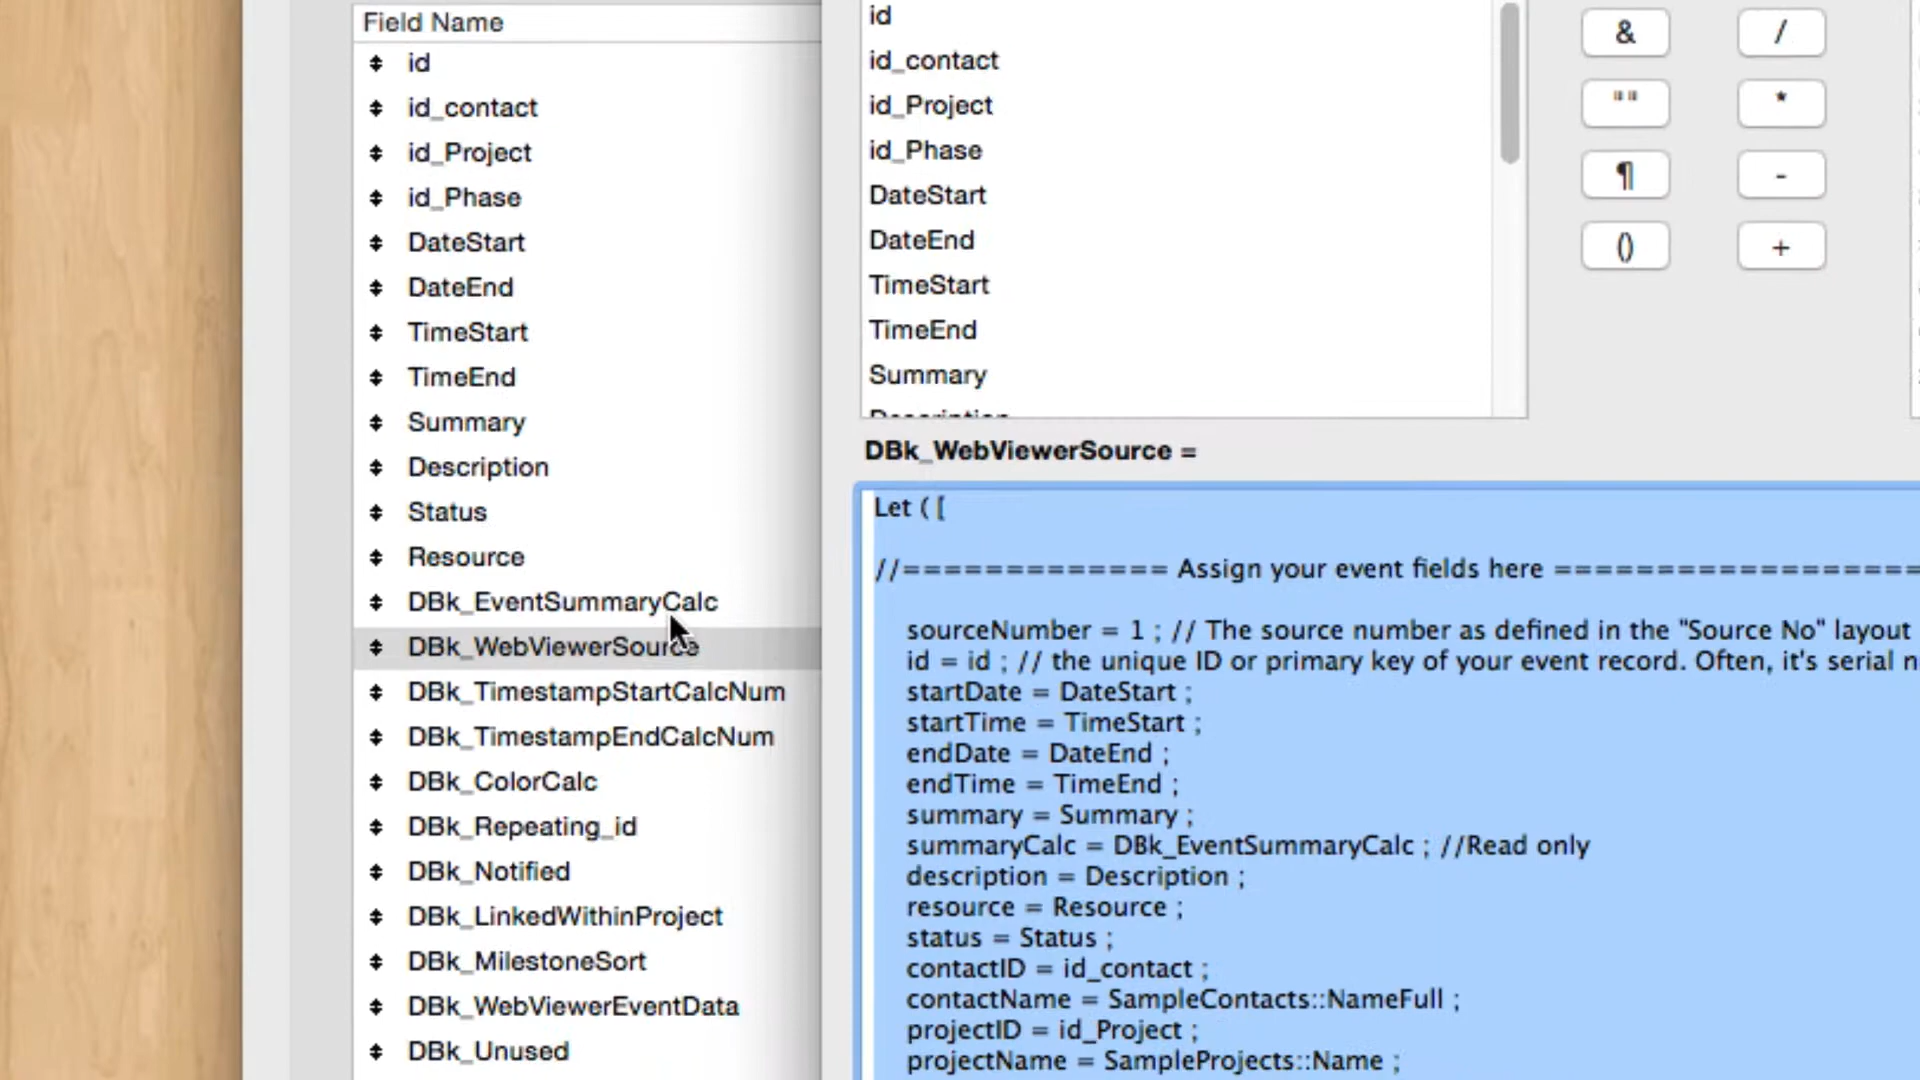 Field Name
id
id_contact
id_Project
id_Phase
DateStart
DateEnd
TimeStart
TimeEnd
Summary
Description
Status
Resource
DBk_EventSummaryCalc
DBk_WebViewerSource
DBk_TimestampStartCalcNum
DBk_TimestampEndCalcNum
DBk_ColorCalc
DBk_Repeating_id
DBk_Notified
DBk_LinkedWithinProject
DBk_MilestoneSort
DBk_WebViewerEventData
DBk_Unused
id
id_contact
id_Project
id_Phase
DateStart
DateEnd
TimeStart
TimeEnd
Summary
Description
& /
"" *
¶ -
() +
DBk_WebViewerSource =
Let ( [
//============= Assign your event fields here ==================
sourceNumber = 1 ; // The source number as defined in the "Source No" layout
id = id ; // the unique ID or primary key of your event record. Often, it's serial n
startDate = DateStart ;
startTime = TimeStart ;
endDate = DateEnd ;
endTime = TimeEnd ;
summary = Summary ;
summaryCalc = DBk_EventSummaryCalc ; //Read only
description = Description ;
resource = Resource ;
status = Status ;
contactID = id_contact ;
contactName = SampleContacts::NameFull ;
projectID = id_Project ;
projectName = SampleProjects::Name ;